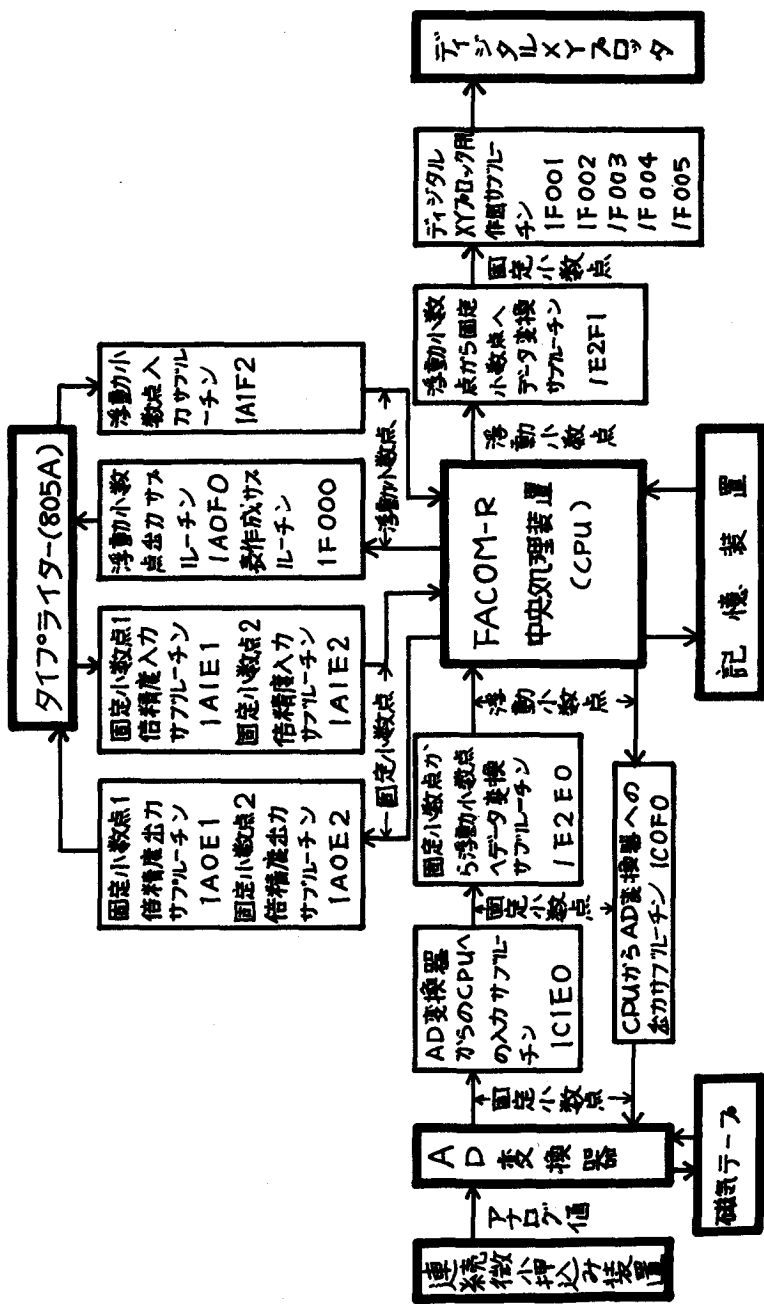 タイプライター(805A)
固定小数点1
倍精度出力
サブルーチン
1A0E1
固定小数点2
倍精度出力
サブルーチン
1A0E2
固定小数点1
倍精度入力
サブルーチン
1A1E1
固定小数点2
倍精度入力
サブルーチン
1A1E2
浮動小数
点出力サブ
ルーチン
1A0F0
表作成サブ
ルーチン
1F000
浮動小
数点入
力サブル
ーチン
1A1F2
固定小数点
浮動小数点
連続微小押込み装置
アナログ値
AD変換器
固定小数点
AD変換器
からのCPUへ
の入力サブルー
チン
1C1E0
固定小数点
固定小数点か
ら浮動小数点
へデータ変換
サブルーチン
1E2E0
浮動小数点
FACOM-R
中央処理装置
(CPU)
浮動小数点
浮動小数
点から固定
小数点へ
データ変換
サブルーチン
1E2F1
固定小数点
ディジタル
XYブロック用
作図サブルー
チン
1F001
1F002
1F003
1F004
1F005
ディジタルXYプロッタ
磁気テープ
CPUからAD変換器への
出力サブルーチン 1C0F0
記憶装置